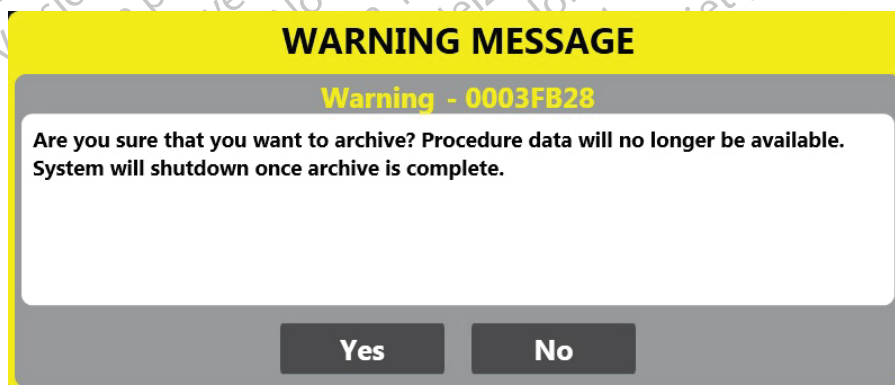 WARNING MESSAGE
Warning - 0003FB28
Are you sure that you want to archive? Procedure data will no longer be available.
System will shutdown once archive is complete.
Yes
No